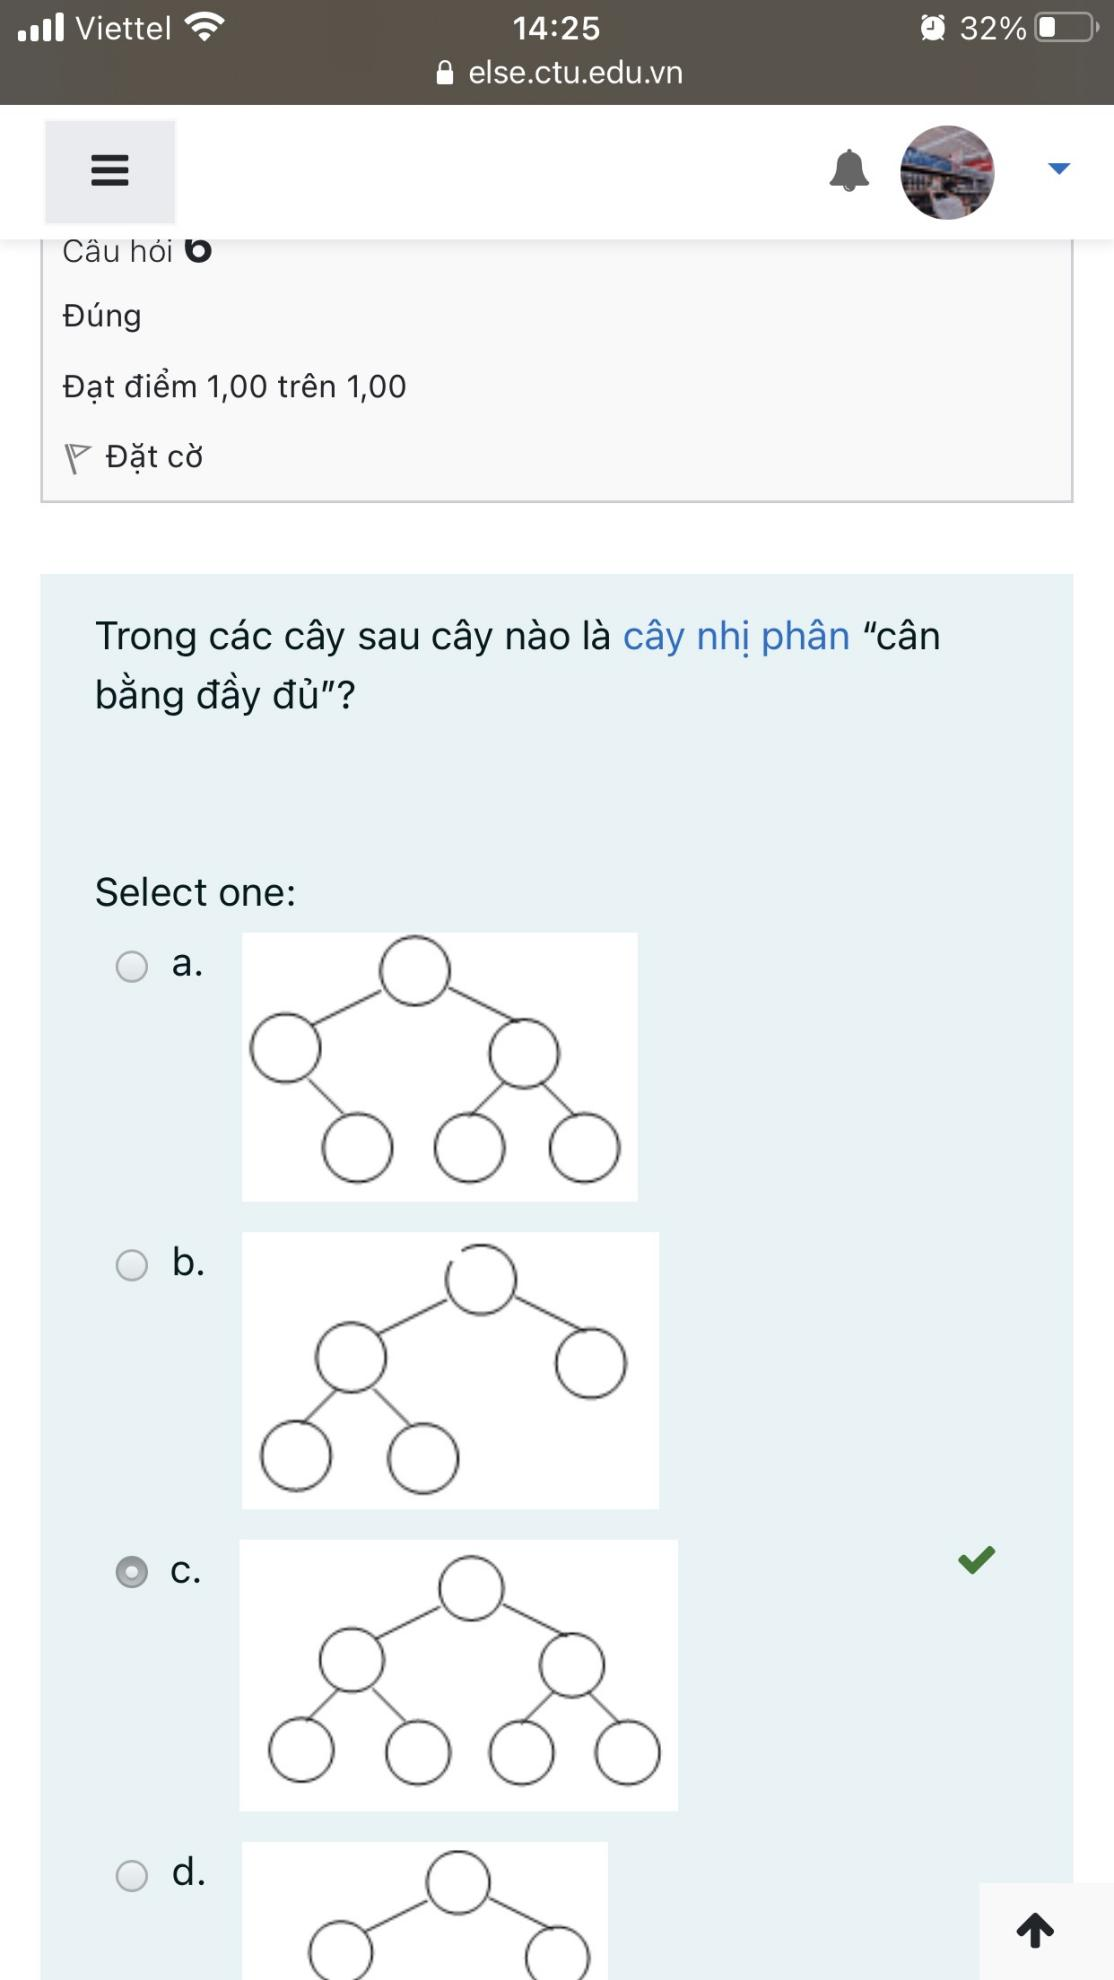 Viettel 14:25 32%
else.ctu.edu.vn
Câu hỏi 6
Đúng
Đạt điểm 1,00 trên 1,00
Đặt cờ
Trong các cây sau cây nào là cây nhị phân “cân
bằng đầy đủ”?
Select one:
a.
b.
c.
d.